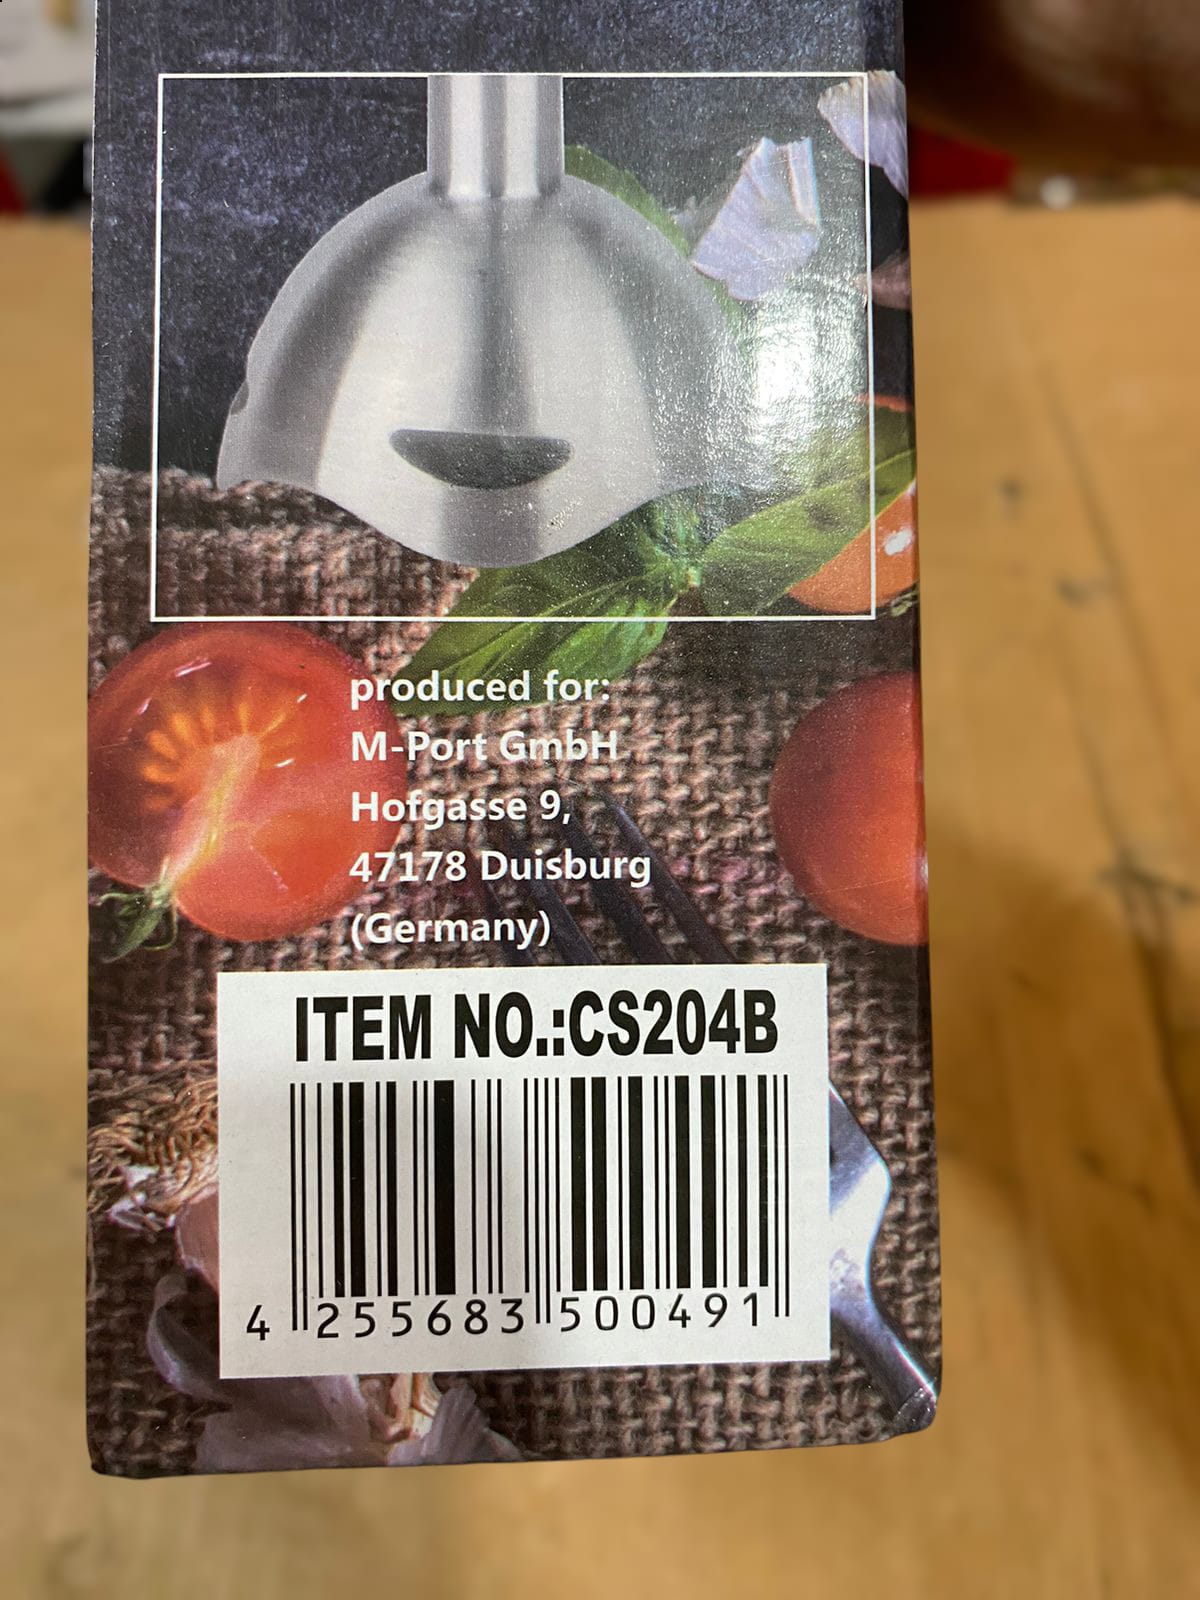 produced for:
M-Port GmbH
Hofgasse 9,
47178 Duisburg
(Germany)
ITEM NO.:CS204B
4 255683 500491